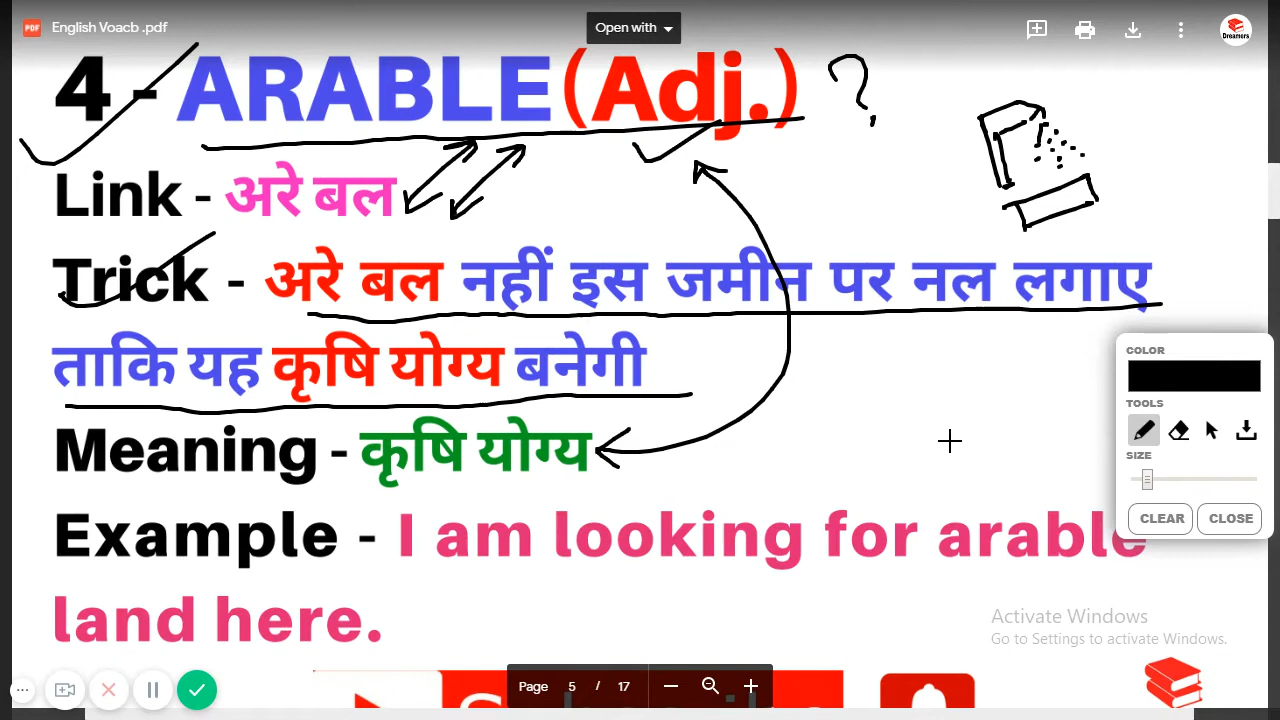 English Voacb .pdf
Open with
Dreamers
4 - ARABLE(Adj.) ?
Link - अरे बल
Trick - अरे बल नहीं इस जमीन पर नल लगाए
ताकि यह कृषि योग्य बनेगी
Meaning - कृषि योग्य
Example - I am looking for arable
land here.
COLOR
TOOLS
SIZE
CLEAR CLOSE
Activate Windows
Go to Settings to activate Windows.
Page 5 / 17